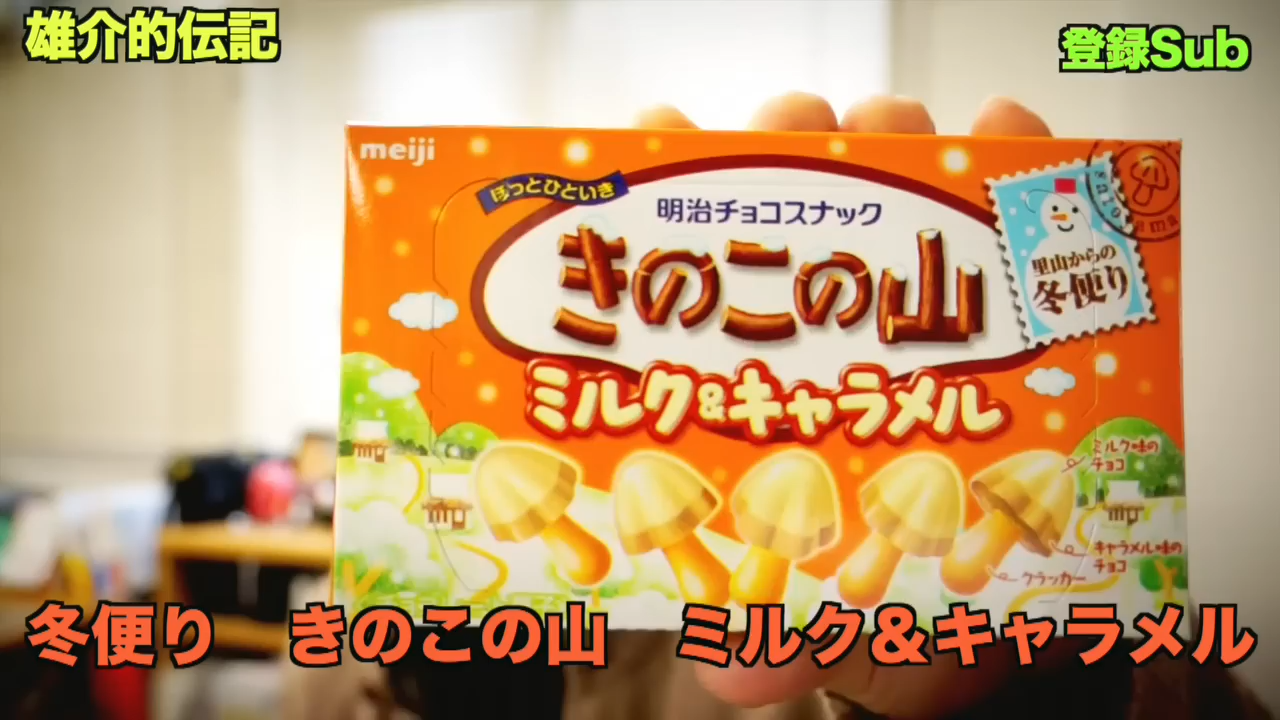 雄介的伝記
登録Sub
meiji
ほっとひといき
明治チョコスナック
きのこの山
里山からの
冬便り
ミルク&キャラメル
ミルク味の
チョコ
キャラメル味の
チョコ
クラッカー
冬便り　きのこの山　ミルク&キャラメル